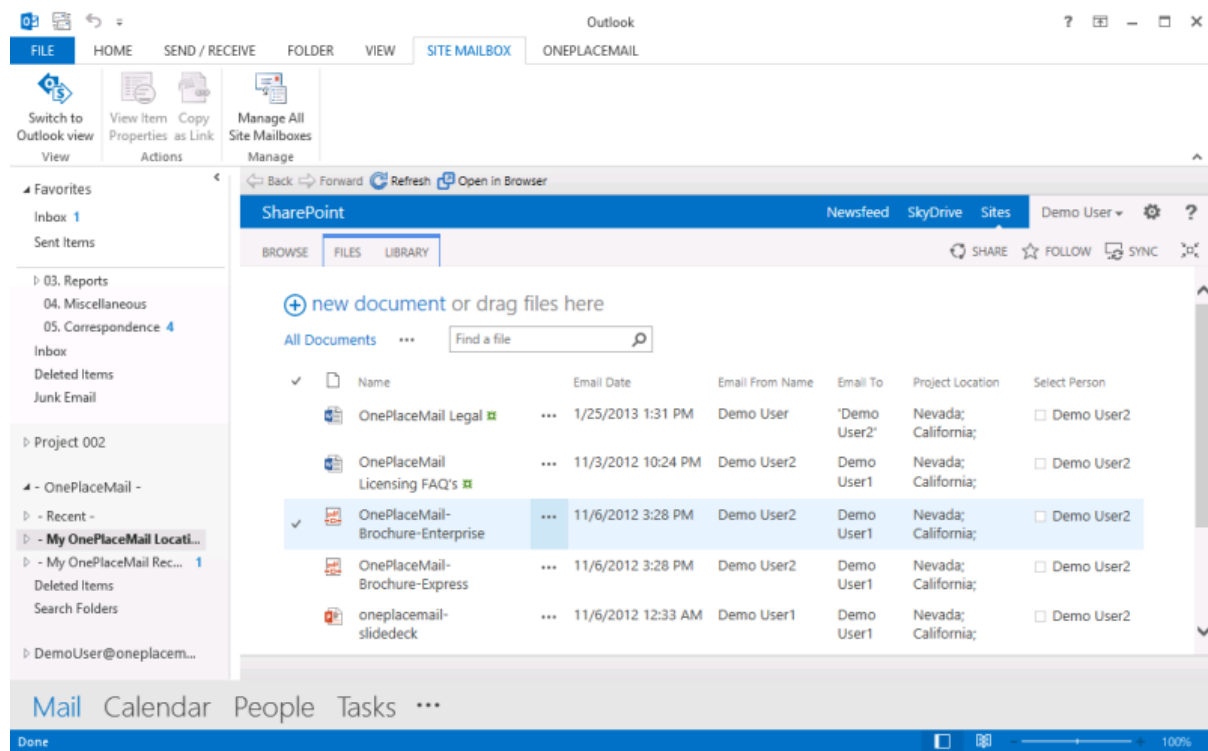 Outlook
FILE HOME SEND / RECEIVE FOLDER VIEW SITE MAILBOX ONEPLACEMAIL
Switch to
Outlook view
View Item
Properties
Copy
as Link
Manage All
Site Mailboxes
View Actions Manage
Favorites
Inbox 1
Sent Items
03. Reports
04. Miscellaneous
05. Correspondence 4
Inbox
Deleted Items
Junk Email
Project 002
- OnePlaceMail -
- Recent -
- My OnePlaceMail Locati...
- My OnePlaceMail Rec... 1
Deleted Items
Search Folders
DemoUser@oneplacem...
Back Forward Refresh Open in Browser
SharePoint Newsfeed SkyDrive Sites Demo User ?
BROWSE FILES LIBRARY SHARE FOLLOW SYNC
new document or drag files here
All Documents ... Find a file
Name Email Date Email From Name Email To Project Location Select Person
OnePlaceMail Legal ... 1/25/2013 1:31 PM Demo User 'Demo Nevada; Demo User2
User2' California;
OnePlaceMail ... 11/3/2012 10:24 PM Demo User2 Demo Nevada; Demo User2
Licensing FAQ's User1 California;
OnePlaceMail- ... 11/6/2012 3:28 PM Demo User2 Demo Nevada; Demo User2
Brochure-Enterprise User1 California;
OnePlaceMail- ... 11/6/2012 3:28 PM Demo User2 Demo Nevada; Demo User2
Brochure-Express User1 California;
oneplacemail- ... 11/6/2012 12:33 AM Demo User1 Demo Nevada; Demo User2
slidedeck User1 California;
Mail Calendar People Tasks ...
Done 100%